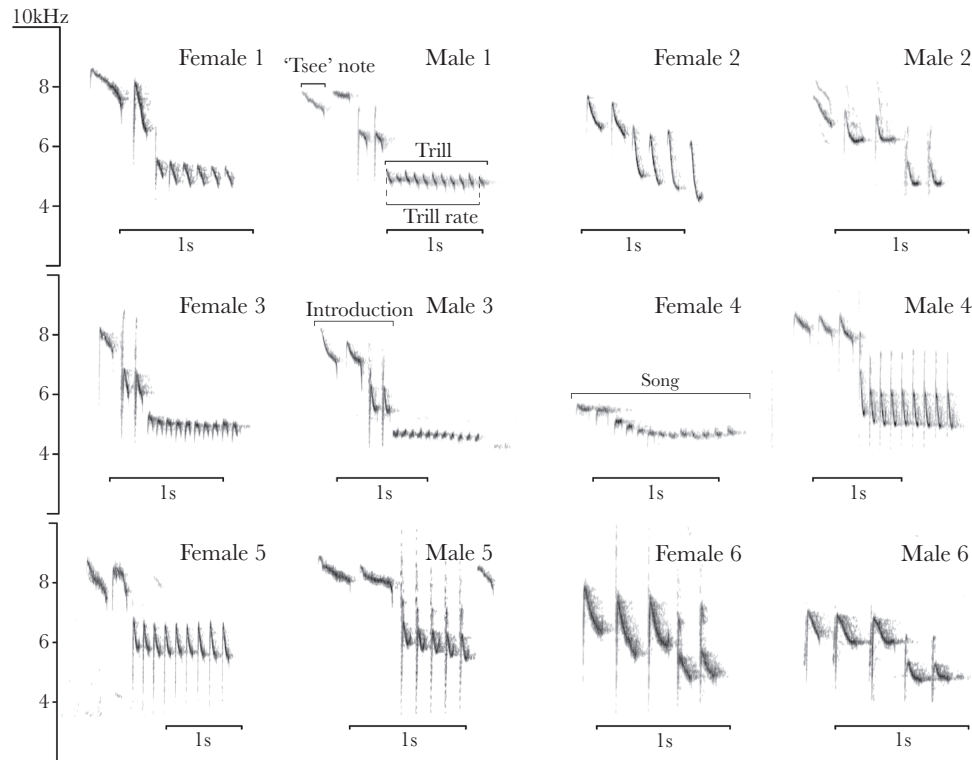 10kHz
Female 1
'Tsee' note
Male 1
Female 2
Male 2
8
6
4
Trill
Trill rate
1s
1s
1s
1s
Female 3
Introduction
Male 3
Female 4
Male 4
8
6
4
Song
1s
1s
1s
1s
Female 5
Male 5
Female 6
Male 6
8
6
4
1s
1s
1s
1s